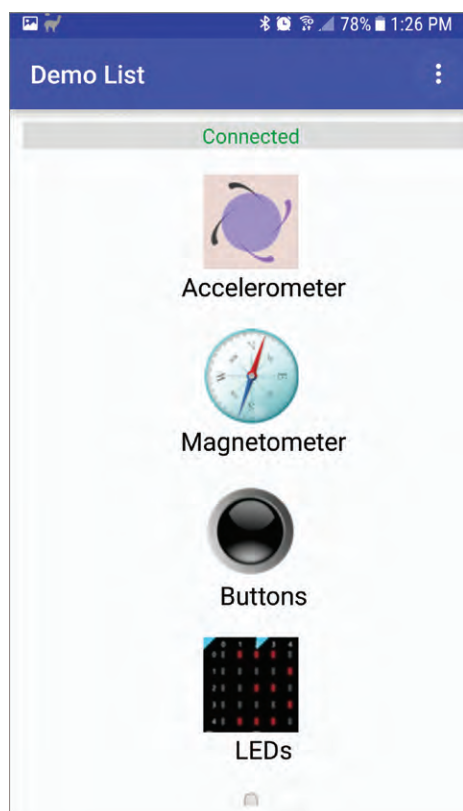 78% 1:26 PM
Demo List
Connected
Accelerometer
Magnetometer
Buttons
LEDs